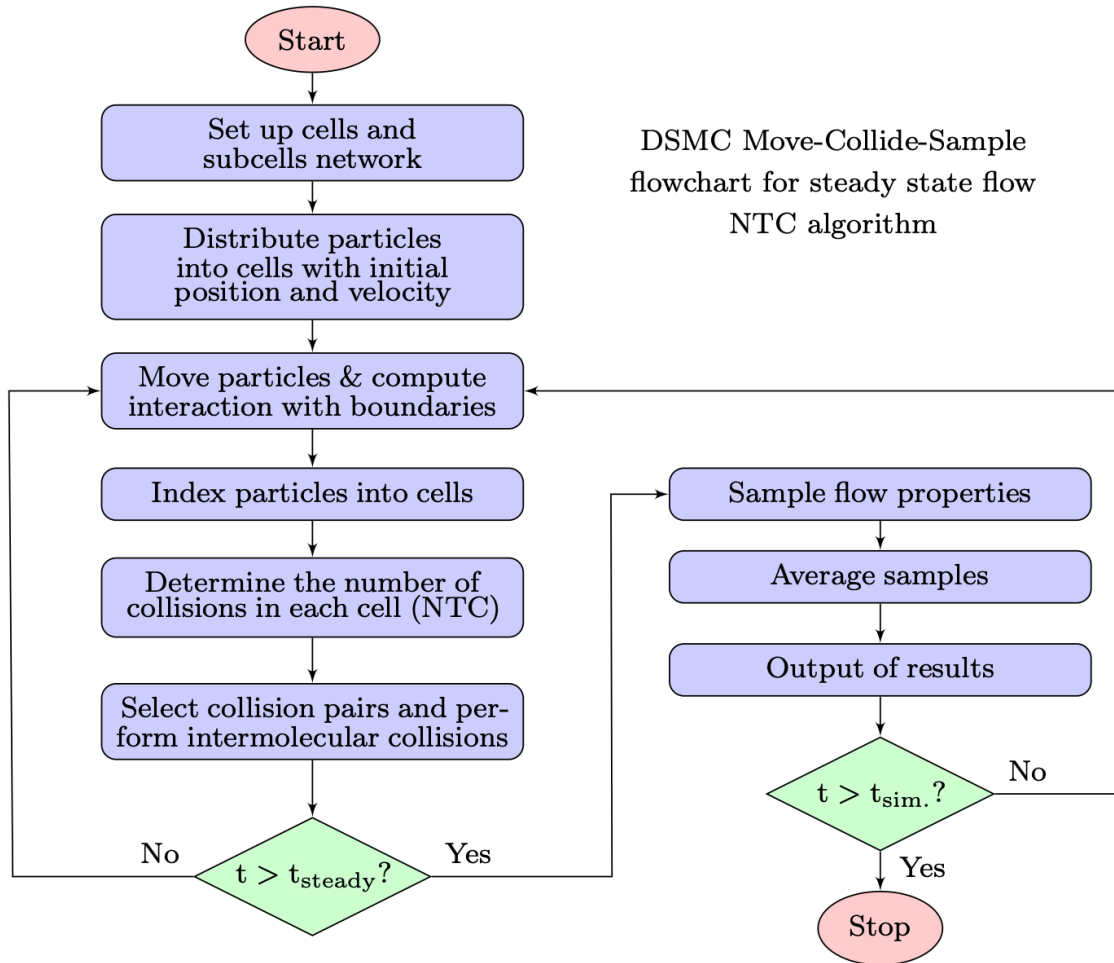 Start
Set up cells and
subcells network
DSMC Move-Collide-Sample
flowchart for steady state flow
NTC algorithm
Distribute particles
into cells with initial
position and velocity
Move particles & compute
interaction with boundaries
Index particles into cells
Determine the number of
collisions in each cell (NTC)
Select collision pairs and per-
form intermolecular collisions
No
t > t_steady?
Yes
Sample flow properties
Average samples
Output of results
t > t_sim.?
No
Yes
Stop